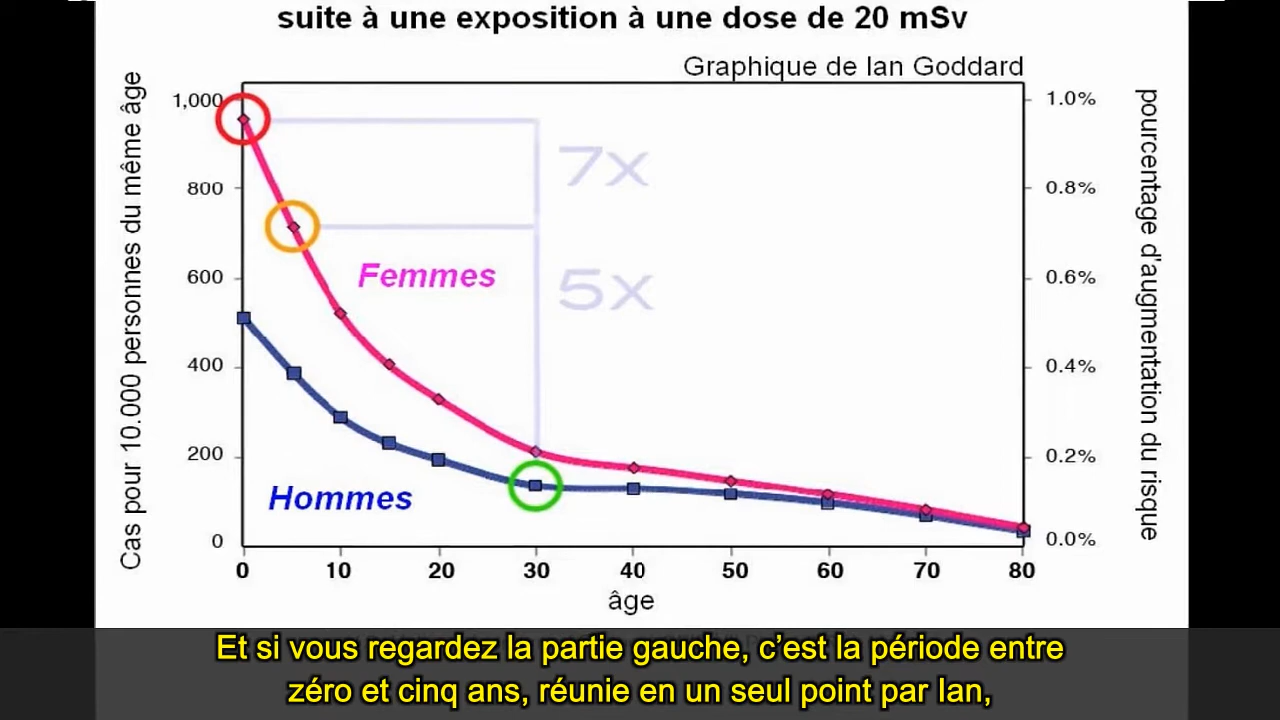 suite à une exposition à une dose de 20 mSv
Graphique de Ian Goddard
Cas pour 10.000 personnes du même âge
1,000
800
600
400
200
0
7x
5x
Femmes
Hommes
1.0%
0.8%
0.6%
0.4%
0.2%
0.0%
pourcentage d'augmentation du risque
0 10 20 30 40 50 60 70 80
âge
Et si vous regardez la partie gauche, c’est la période entre
zéro et cinq ans, réunie en un seul point par Ian,